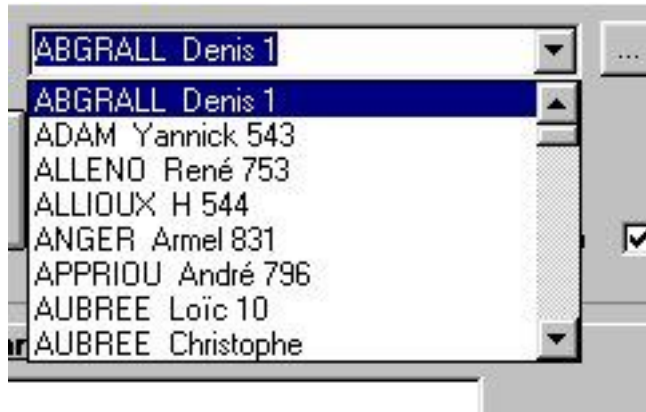 ABGRALL Denis 1
...
ABGRALL Denis 1
ADAM Yannick 543
ALLENO René 753
ALLIOUX H 544
ANGER Armel 831
APPRIOU André 796
AUBREE Loïc 10
AUBREE Christophe